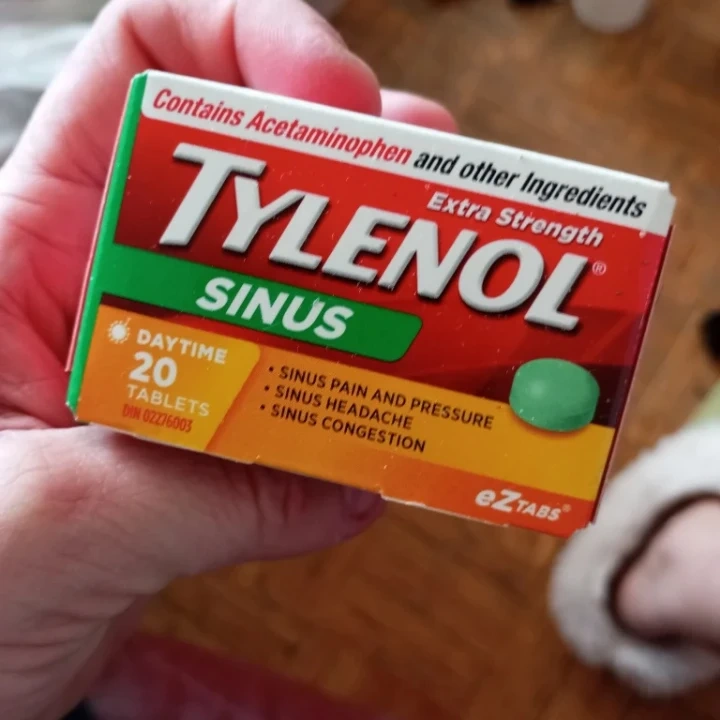 Contains Acetaminophen and other Ingredients
Extra Strength
TYLENOL®
SINUS
DAYTIME
20
TABLETS
DIN 02276003
• SINUS PAIN AND PRESSURE
• SINUS HEADACHE
• SINUS CONGESTION
eZTABS®